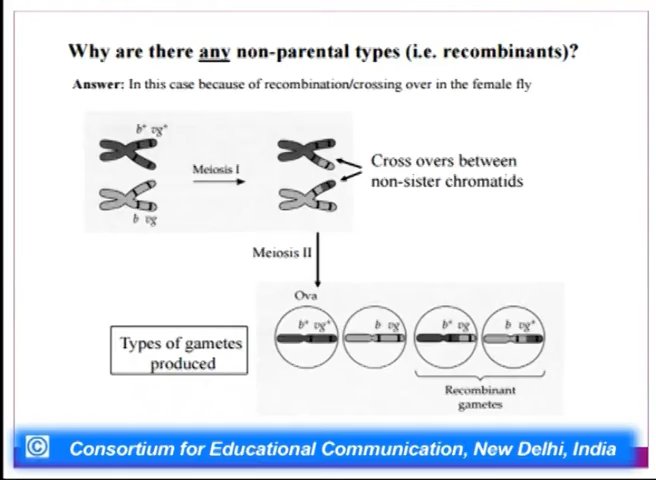 Why are there any non-parental types (i.e. recombinants)?
Answer: In this case because of recombination/crossing over in the female fly
b⁺ vg⁺
Meiosis I
b vg
Cross overs between
non-sister chromatids
Meiosis II
Ova
b⁺ vg⁺
b vg
b⁺ vg
b vg⁺
Types of gametes
produced
Recombinant
gametes
© Consortium for Educational Communication, New Delhi, India